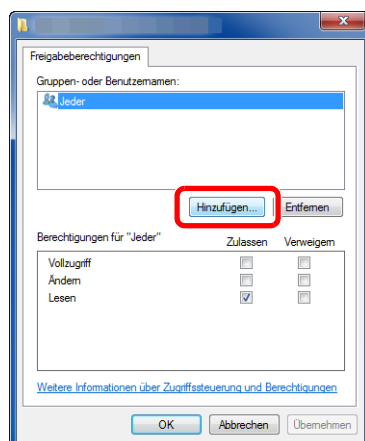 Freigabeberechtigungen
Gruppen- oder Benutzernamen:
Jeder
Hinzufügen...
Entfernen
Berechtigungen für "Jeder"
Zulassen Verweigern
Vollzugriff
Ändern
Lesen
Weitere Informationen über Zugriffssteuerung und Berechtigungen
OK Abbrechen Übernehmen